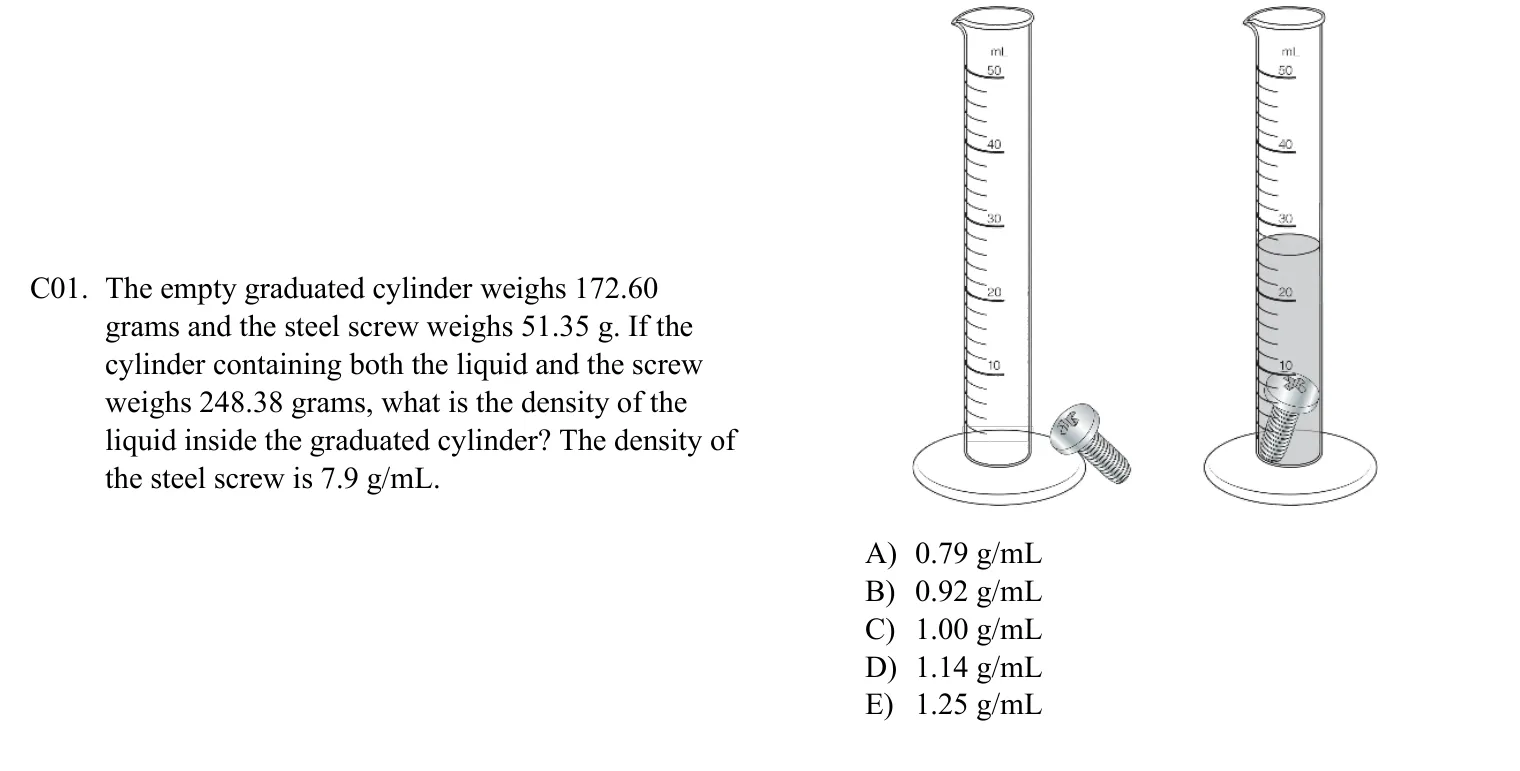 mL
50
40
30
20
10
mL
50
40
30
20
10
C01. The empty graduated cylinder weighs 172.60
grams and the steel screw weighs 51.35 g. If the
cylinder containing both the liquid and the screw
weighs 248.38 grams, what is the density of the
liquid inside the graduated cylinder? The density of
the steel screw is 7.9 g/mL.
A) 0.79 g/mL
B) 0.92 g/mL
C) 1.00 g/mL
D) 1.14 g/mL
E) 1.25 g/mL